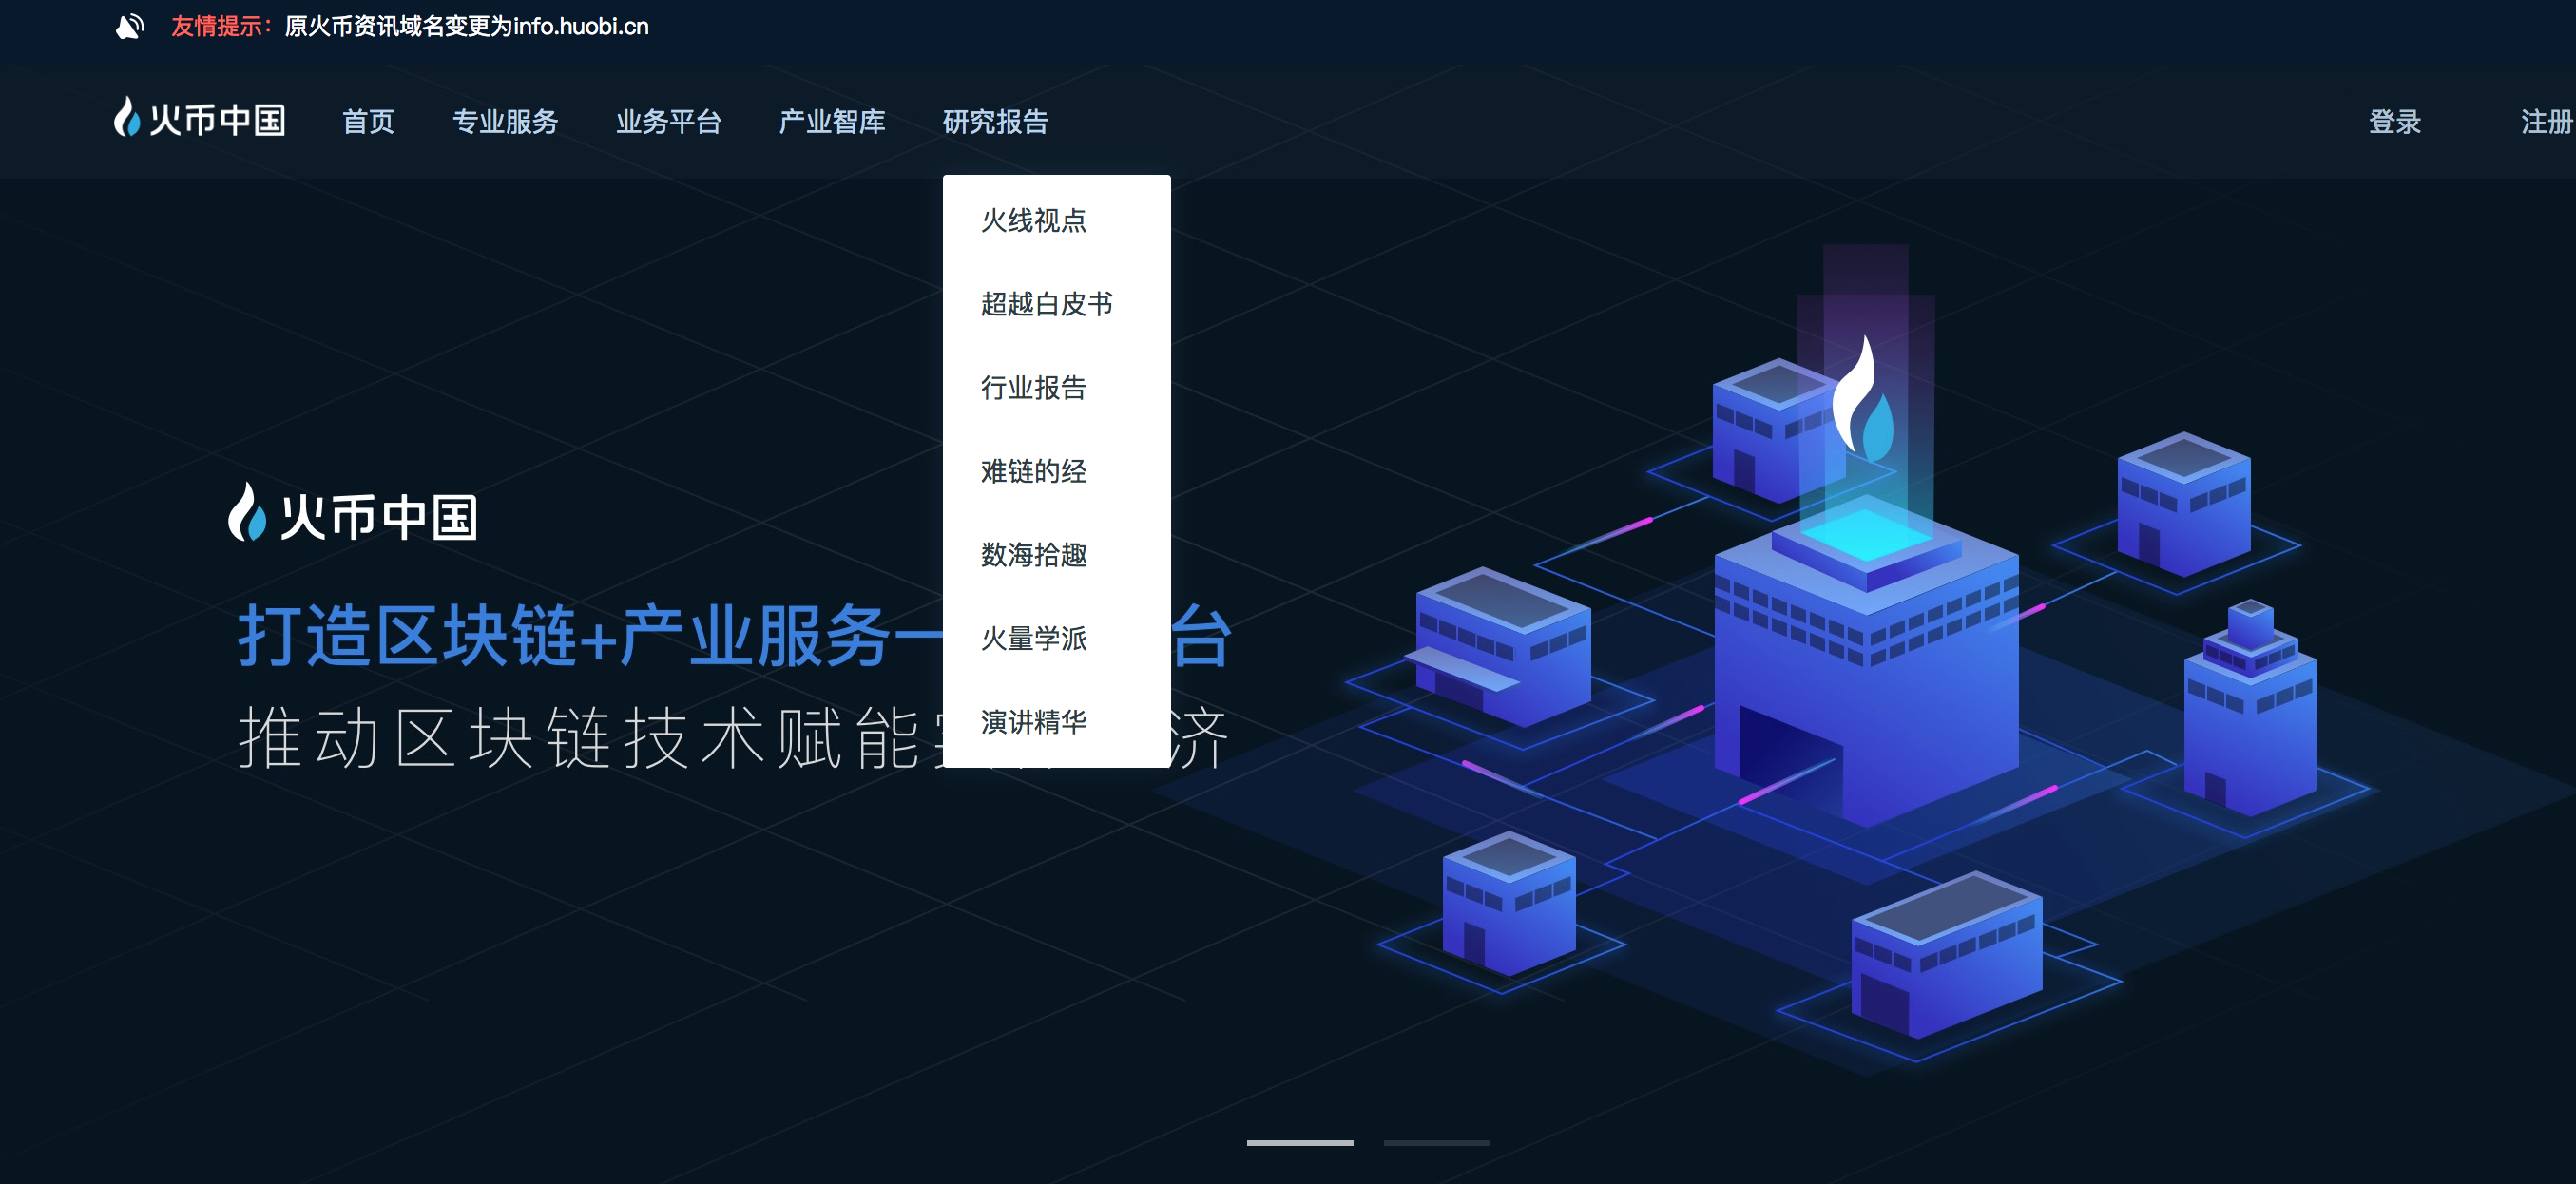 友情提示：原火币资讯域名变更为info.huobi.cn
火币中国 首页 专业服务 业务平台 产业智库 研究报告 登录 注册
火线视点
超越白皮书
行业报告
难链的经
数海拾趣
火量学派
演讲精华
火币中国
打造区块链+产业服务一 台
推动区块链技术赋能 济